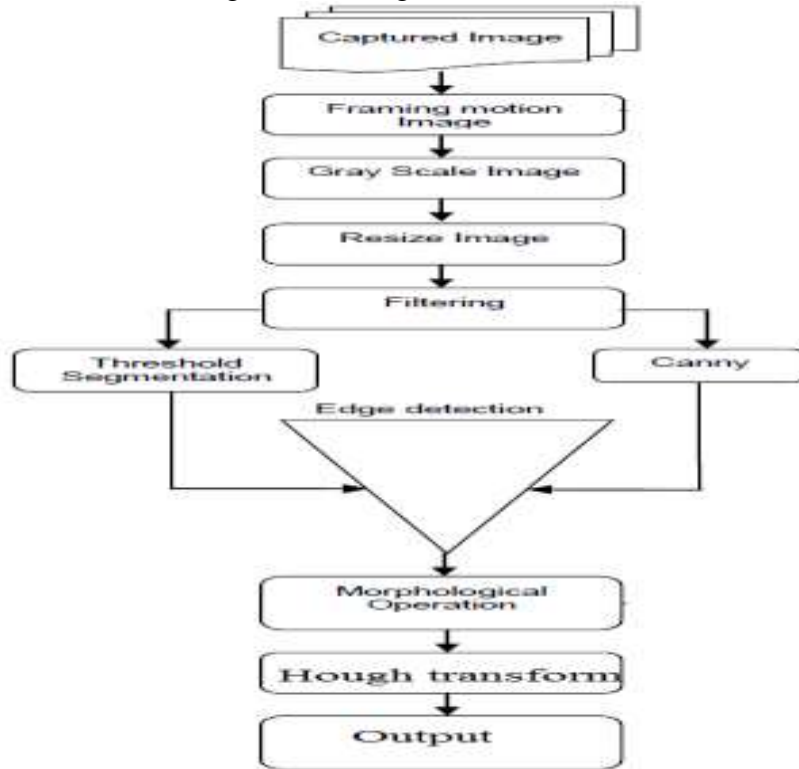 Captured Image
Framing motion
Image
Gray Scale Image
Resize Image
Filtering
Threshold
Segmentation
Canny
Edge detection
Morphological
Operation
Hough transform
Output